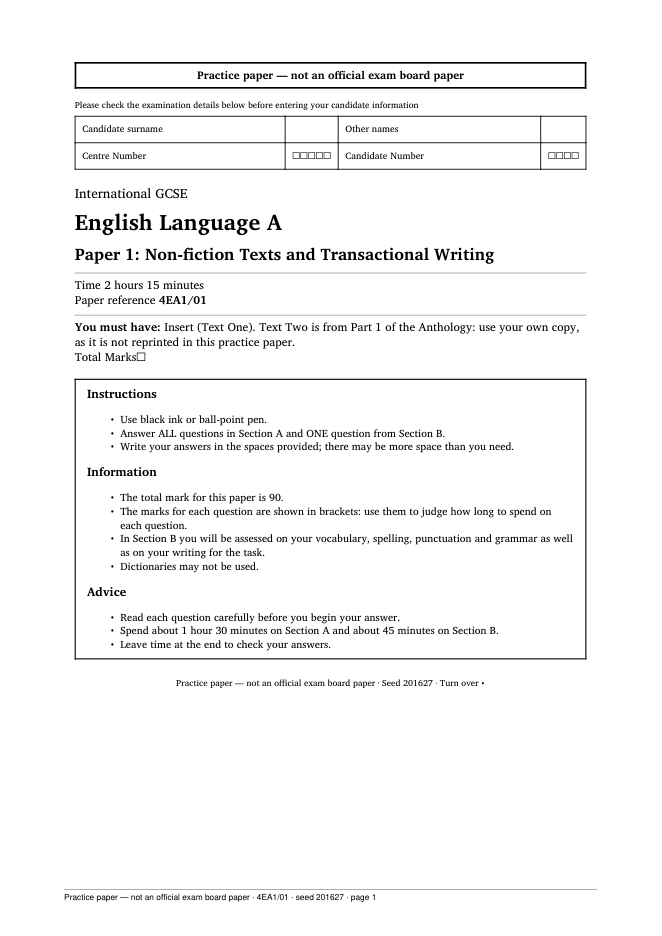 Practice paper — not an official exam board paper
Please check the examination details below before entering your candidate information
Candidate surname
Other names
Centre Number ☐☐☐☐☐ Candidate Number ☐☐☐☐
International GCSE
English Language A
Paper 1: Non-fiction Texts and Transactional Writing
Time 2 hours 15 minutes
Paper reference 4EA1/01
You must have: Insert (Text One). Text Two is from Part 1 of the Anthology: use your own copy,
as it is not reprinted in this practice paper.
Total Marks☐
Instructions
• Use black ink or ball-point pen.
• Answer ALL questions in Section A and ONE question from Section B.
• Write your answers in the spaces provided; there may be more space than you need.
Information
• The total mark for this paper is 90.
• The marks for each question are shown in brackets: use them to judge how long to spend on
each question.
• In Section B you will be assessed on your vocabulary, spelling, punctuation and grammar as well
as on your writing for the task.
• Dictionaries may not be used.
Advice
• Read each question carefully before you begin your answer.
• Spend about 1 hour 30 minutes on Section A and about 45 minutes on Section B.
• Leave time at the end to check your answers.
Practice paper — not an official exam board paper · Seed 201627 · Turn over ▸
Practice paper — not an official exam board paper · 4EA1/01 · seed 201627 · page 1